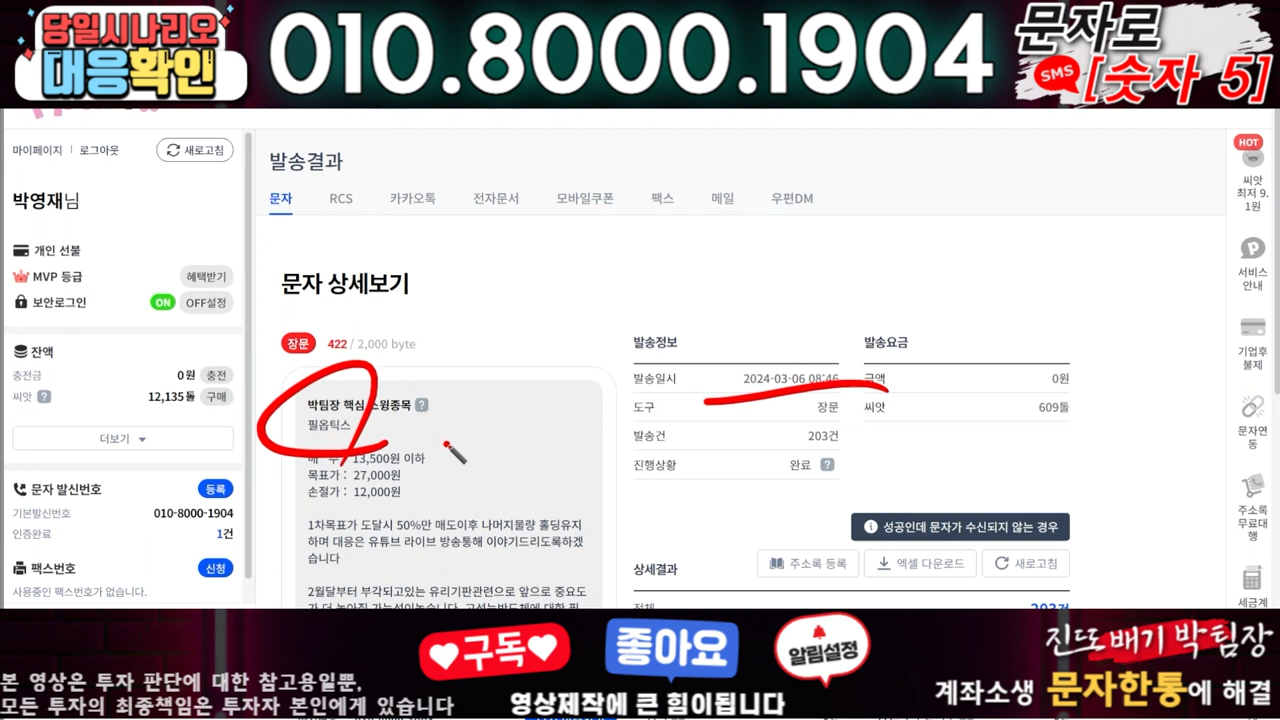 당일시나리오
대응확인
010.8000.1904
문자로
SMS
[숫자 5]
마이페이지
로그아웃
새로고침
박영재님
개인 선불
MVP 등급
혜택받기
보안로그인
ON
OFF설정
잔액
충전금
0원
충전
씨앗 ?
12,135돌
구매
더보기
문자 발신번호
등록
기본발신번호
010-8000-1904
인증완료
1건
팩스번호
신청
사용중인 팩스번호가 없습니다.
발송결과
문자
RCS
카카오톡
전자문서
모바일쿠폰
팩스
메일
우편DM
문자 상세보기
장문
422 / 2,000 byte
박팀장 핵심 스윙종목 ?
필옵틱스
매 수 : 13,500원 이하
목표가 : 27,000원
손절가 : 12,000원
1차목표가 도달시 50%만 매도이후 나머지물량 홀딩유지
하며 대응은 유튜브 라이브 방송통해 이야기드리도록하겠
습니다
2월달부터 부각되고있는 유리기판관련으로 앞으로 중요도
발송정보
발송일시
2024-03-06 08:46
도구
장문
발송건
203건
진행상황
완료 ?
발송요금
금액
0원
씨앗
609돌
성공인데 문자가 수신되지 않는 경우
상세결과
주소록 등록
엑셀 다운로드
새로고침
전체
203건
HOT
씨앗
최저 9.
1원
서비스
안내
기업후
불제
문자연
동
주소록
무료대
행
세금계
구독
좋아요
알림설정
영상제작에 큰 힘이됩니다
본 영상은 투자 판단에 대한 참고용일뿐,
모든 투자의 최종책임은 투자자 본인에게 있습니다
진또배기 박팀장
계좌소생 문자한통에 해결